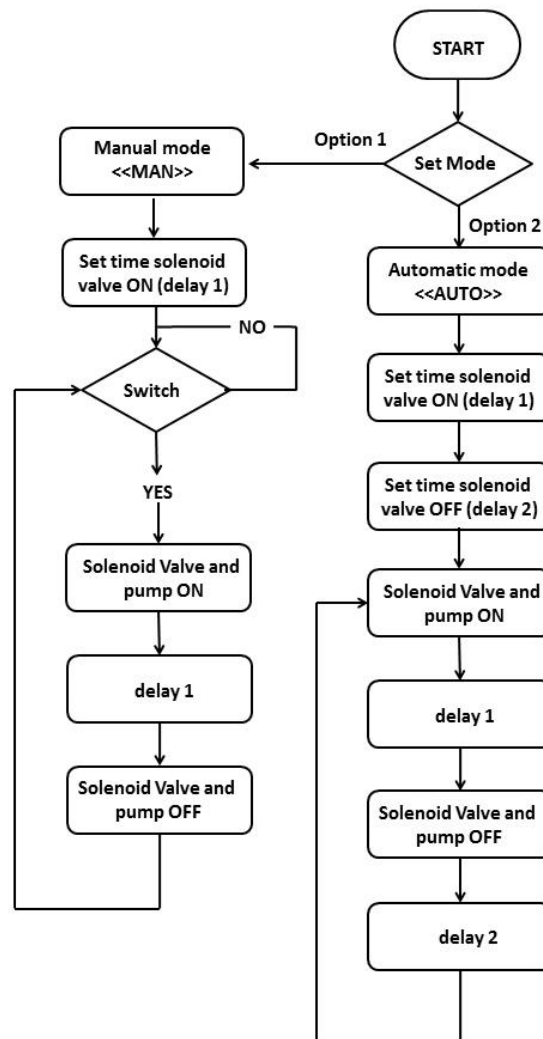 START
Set Mode
Option 1
Manual mode
<<MAN>>
Set time solenoid
valve ON (delay 1)
NO
Switch
YES
Solenoid Valve and
pump ON
delay 1
Solenoid Valve and
pump OFF
Option 2
Automatic mode
<<AUTO>>
Set time solenoid
valve ON (delay 1)
Set time solenoid
valve OFF (delay 2)
Solenoid Valve and
pump ON
delay 1
Solenoid Valve and
pump OFF
delay 2